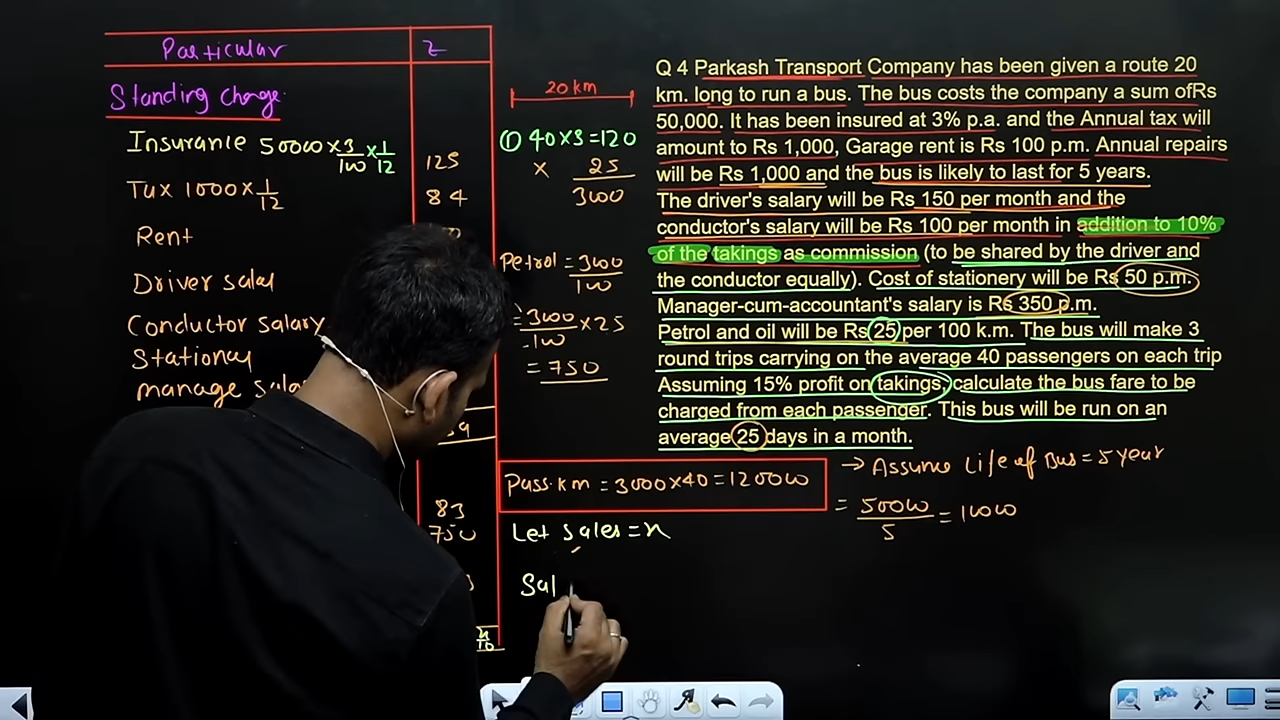 Particular ₹
Standing charge
Insurance 50000 × 3/100 × 1/12 125
Tax 1000 × 1/12 84
Rent
Driver salal
Conductor salary
Stationary
manage
83
750
20 km
① 40×3=120
× 25
3000
Petrol = 3000/100
= 3000/100 × 25
= 750
Pass. km = 3000×40=120000
Let sales = x
Sal
Q 4 Parkash Transport Company has been given a route 20
km. long to run a bus. The bus costs the company a sum ofRs
50,000. It has been insured at 3% p.a. and the Annual tax will
amount to Rs 1,000, Garage rent is Rs 100 p.m. Annual repairs
will be Rs 1,000 and the bus is likely to last for 5 years.
The driver's salary will be Rs 150 per month and the
conductor's salary will be Rs 100 per month in addition to 10%
of the takings as commission (to be shared by the driver and
the conductor equally). Cost of stationery will be Rs 50 p.m.
Manager-cum-accountant's salary is Rs 350 p.m.
Petrol and oil will be Rs 25 per 100 k.m. The bus will make 3
round trips carrying on the average 40 passengers on each trip
Assuming 15% profit on takings, calculate the bus fare to be
charged from each passenger. This bus will be run on an
average 25 days in a month.
→ Assume Life of Bus = 5 year
= 50000/5 = 10000